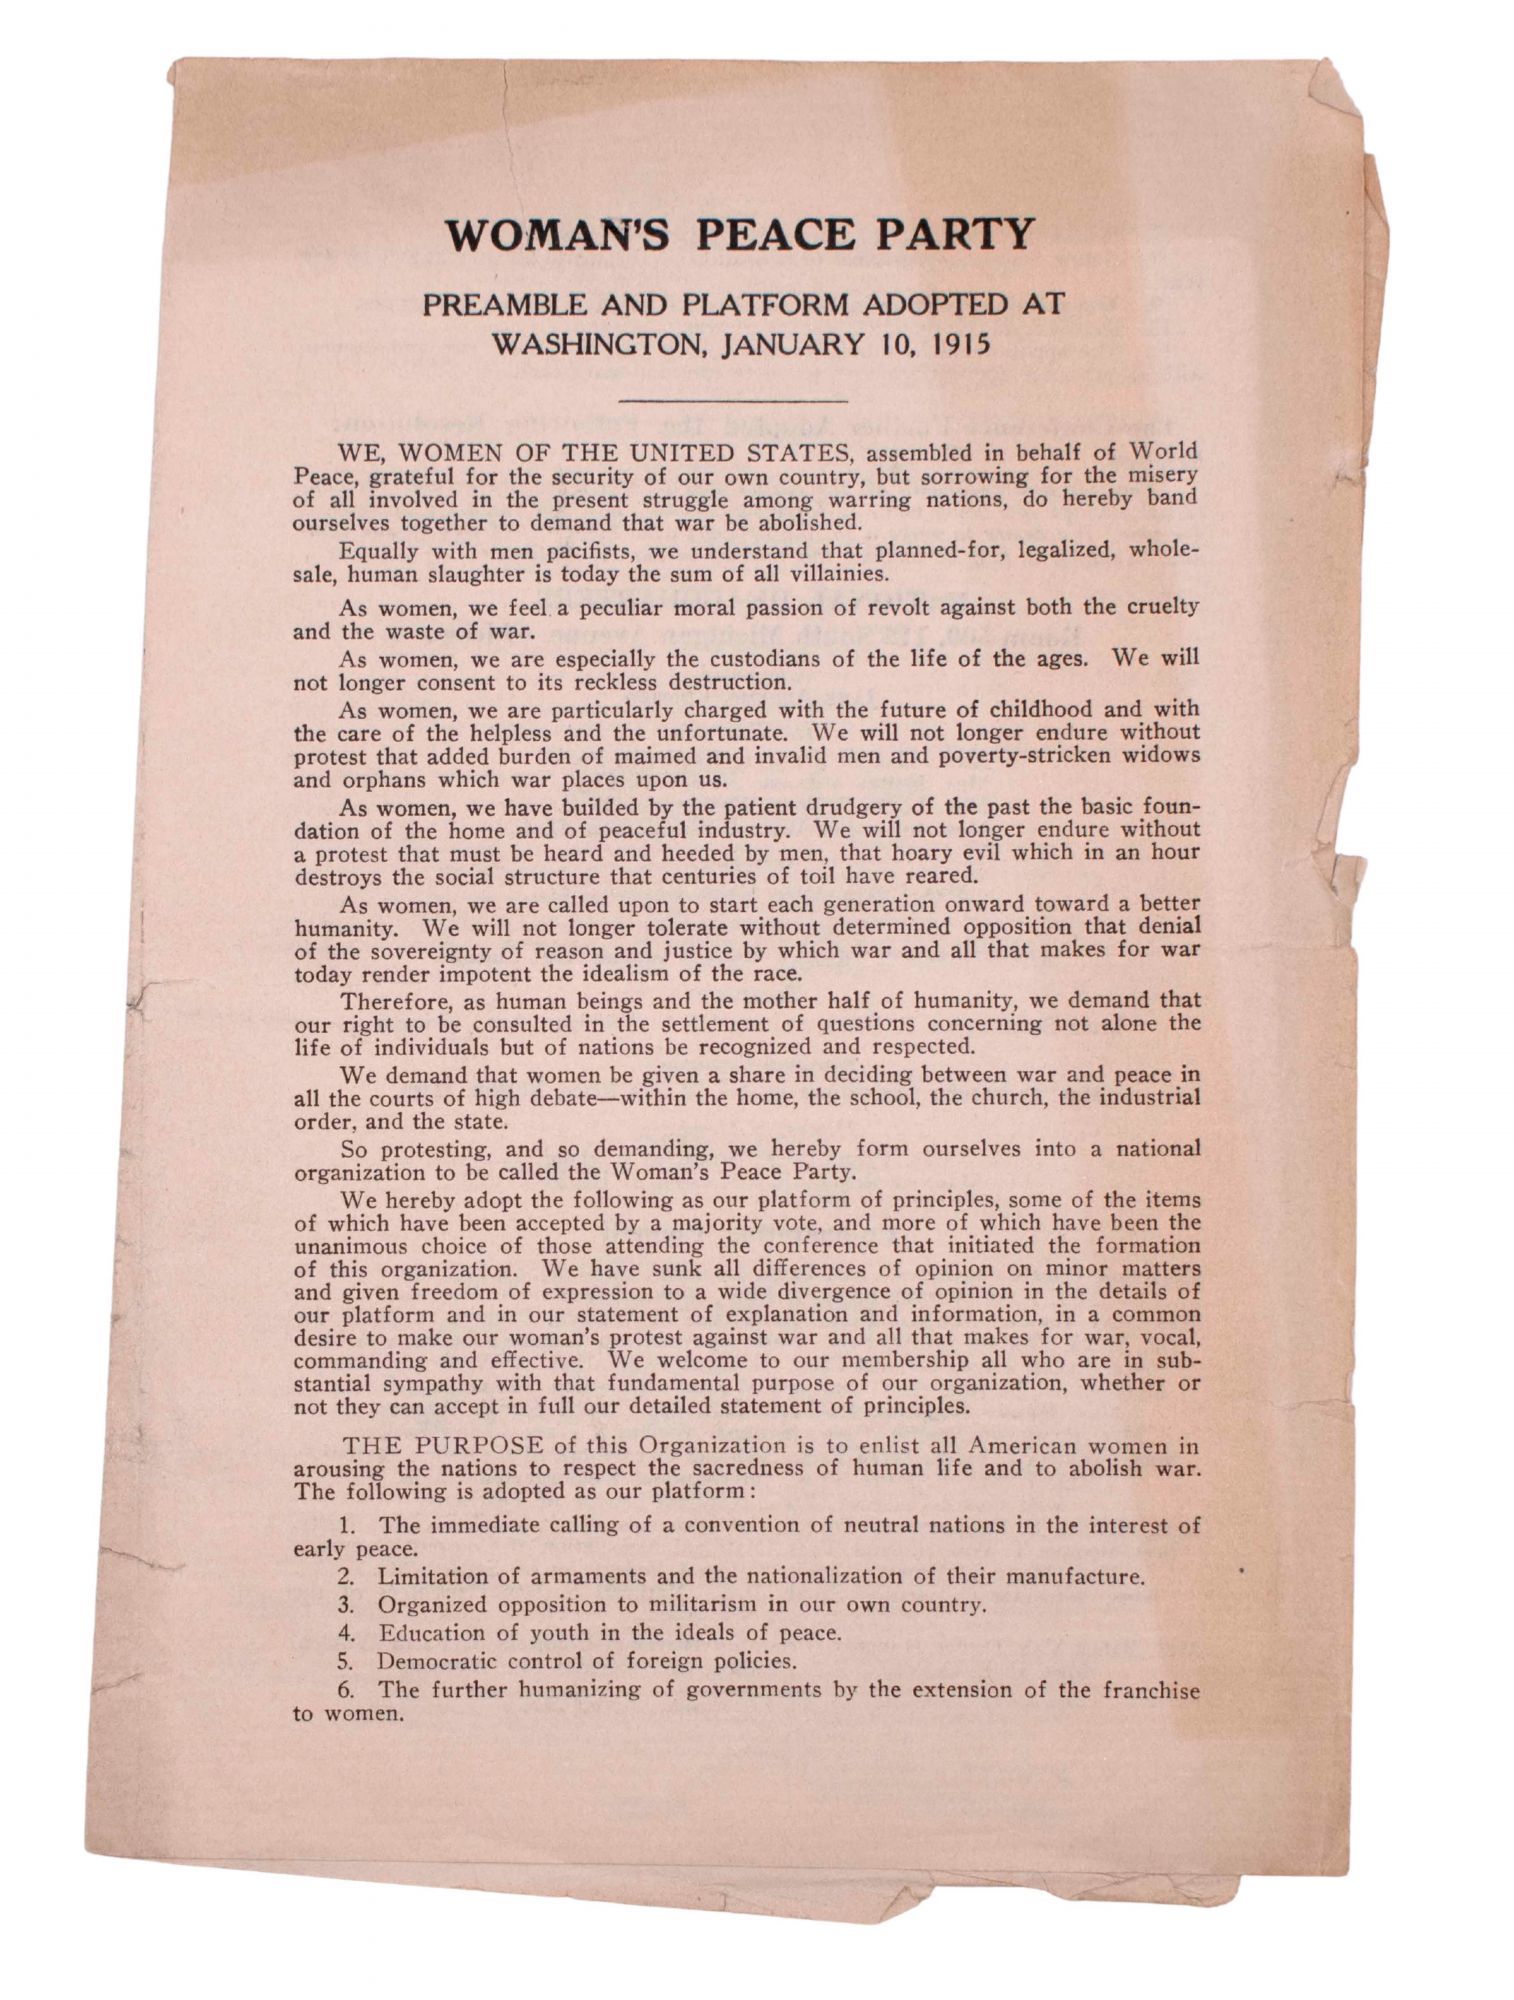 WOMAN'S PEACE PARTY
PREAMBLE AND PLATFORM ADOPTED AT
WASHINGTON, JANUARY 10, 1915
WE, WOMEN OF THE UNITED STATES, assembled in behalf of World
Peace, grateful for the security of our own country, but sorrowing for the misery
of all involved in the present struggle among warring nations, do hereby band
ourselves together to demand that war be abolished.
Equally with men pacifists, we understand that planned-for, legalized, whole-
sale, human slaughter is today the sum of all villainies.
As women, we feel a peculiar moral passion of revolt against both the cruelty
and the waste of war.
As women, we are especially the custodians of the life of the ages. We will
not longer consent to its reckless destruction.
As women, we are particularly charged with the future of childhood and with
the care of the helpless and the unfortunate. We will not longer endure without
protest that added burden of maimed and invalid men and poverty-stricken widows
and orphans which war places upon us.
As women, we have builded by the patient drudgery of the past the basic foun-
dation of the home and of peaceful industry. We will not longer endure without
a protest that must be heard and heeded by men, that hoary evil which in an hour
destroys the social structure that centuries of toil have reared.
As women, we are called upon to start each generation onward toward a better
humanity. We will not longer tolerate without determined opposition that denial
of the sovereignty of reason and justice by which war and all that makes for war
today render impotent the idealism of the race.
Therefore, as human beings and the mother half of humanity, we demand that
our right to be consulted in the settlement of questions concerning not alone the
life of individuals but of nations be recognized and respected.
We demand that women be given a share in deciding between war and peace in
all the courts of high debate—within the home, the school, the church, the industrial
order, and the state.
So protesting, and so demanding, we hereby form ourselves into a national
organization to be called the Woman's Peace Party.
We hereby adopt the following as our platform of principles, some of the items
of which have been accepted by a majority vote, and more of which have been the
unanimous choice of those attending the conference that initiated the formation
of this organization. We have sunk all differences of opinion on minor matters
and given freedom of expression to a wide divergence of opinion in the details of
our platform and in our statement of explanation and information, in a common
desire to make our woman's protest against war and all that makes for war, vocal,
commanding and effective. We welcome to our membership all who are in sub-
stantial sympathy with that fundamental purpose of our organization, whether or
not they can accept in full our detailed statement of principles.
THE PURPOSE of this Organization is to enlist all American women in
arousing the nations to respect the sacredness of human life and to abolish war.
The following is adopted as our platform:
1. The immediate calling of a convention of neutral nations in the interest of
early peace.
2. Limitation of armaments and the nationalization of their manufacture.
3. Organized opposition to militarism in our own country.
4. Education of youth in the ideals of peace.
5. Democratic control of foreign policies.
6. The further humanizing of governments by the extension of the franchise
to women.